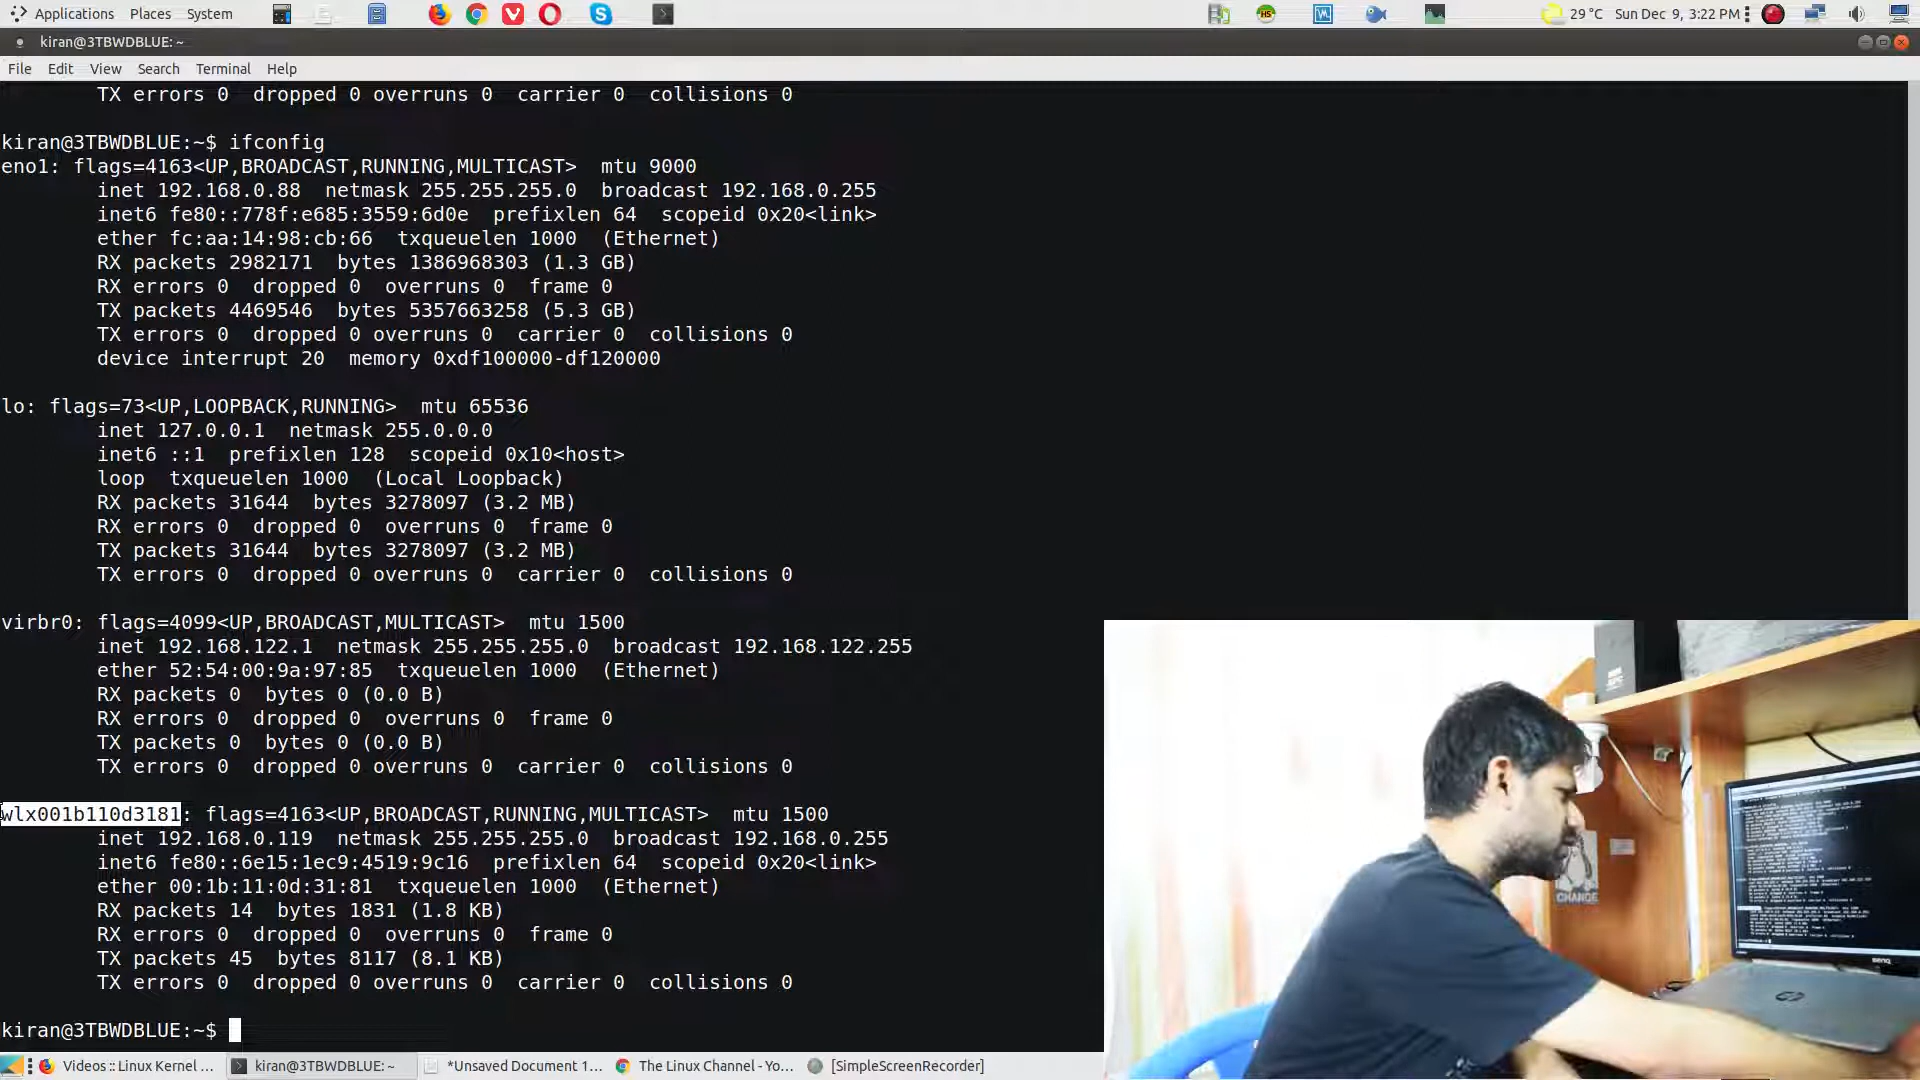 Applications Places System 29 °C Sun Dec 9, 3:22 PM
kiran@3TBWDBLUE: ~
File Edit View Search Terminal Help
TX errors 0 dropped 0 overruns 0 carrier 0 collisions 0
kiran@3TBWDBLUE:~$ ifconfig
eno1: flags=4163<UP,BROADCAST,RUNNING,MULTICAST> mtu 9000
inet 192.168.0.88 netmask 255.255.255.0 broadcast 192.168.0.255
inet6 fe80::778f:e685:3559:6d0e prefixlen 64 scopeid 0x20<link>
ether fc:aa:14:98:cb:66 txqueuelen 1000 (Ethernet)
RX packets 2982171 bytes 1386968303 (1.3 GB)
RX errors 0 dropped 0 overruns 0 frame 0
TX packets 4469546 bytes 5357663258 (5.3 GB)
TX errors 0 dropped 0 overruns 0 carrier 0 collisions 0
device interrupt 20 memory 0xdf100000-df120000
lo: flags=73<UP,LOOPBACK,RUNNING> mtu 65536
inet 127.0.0.1 netmask 255.0.0.0
inet6 ::1 prefixlen 128 scopeid 0x10<host>
loop txqueuelen 1000 (Local Loopback)
RX packets 31644 bytes 3278097 (3.2 MB)
RX errors 0 dropped 0 overruns 0 frame 0
TX packets 31644 bytes 3278097 (3.2 MB)
TX errors 0 dropped 0 overruns 0 carrier 0 collisions 0
virbr0: flags=4099<UP,BROADCAST,MULTICAST> mtu 1500
inet 192.168.122.1 netmask 255.255.255.0 broadcast 192.168.122.255
ether 52:54:00:9a:97:85 txqueuelen 1000 (Ethernet)
RX packets 0 bytes 0 (0.0 B)
RX errors 0 dropped 0 overruns 0 frame 0
TX packets 0 bytes 0 (0.0 B)
TX errors 0 dropped 0 overruns 0 carrier 0 collisions 0
wlx001b110d3181: flags=4163<UP,BROADCAST,RUNNING,MULTICAST> mtu 1500
inet 192.168.0.119 netmask 255.255.255.0 broadcast 192.168.0.255
inet6 fe80::6e15:1ec9:4519:9c16 prefixlen 64 scopeid 0x20<link>
ether 00:1b:11:0d:31:81 txqueuelen 1000 (Ethernet)
RX packets 14 bytes 1831 (1.8 KB)
RX errors 0 dropped 0 overruns 0 frame 0
TX packets 45 bytes 8117 (8.1 KB)
TX errors 0 dropped 0 overruns 0 carrier 0 collisions 0
kiran@3TBWDBLUE:~$
CHANGE
BenQ
hp
Videos :: Linux Kernel ... kiran@3TBWDBLUE: ~ *Unsaved Document 1... The Linux Channel - Yo... [SimpleScreenRecorder]